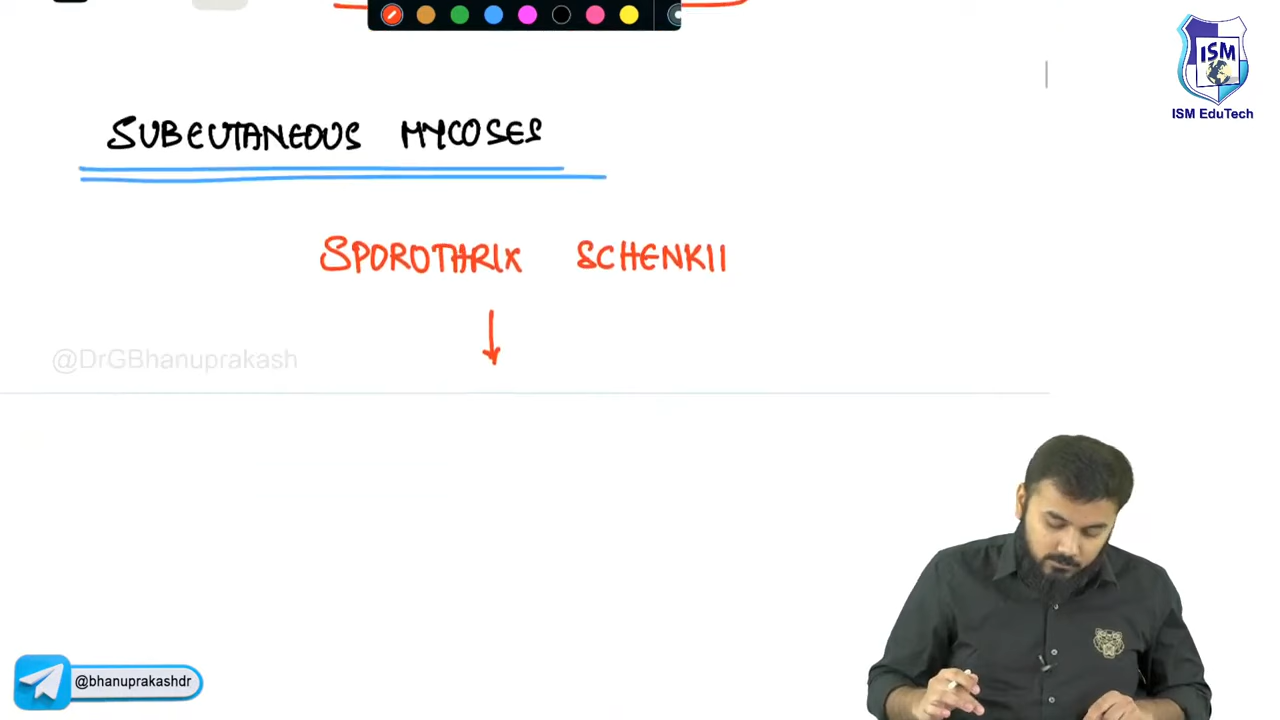 ISM
ISM EduTech
SUBCUTANEOUS MYCOSES
SPOROTHRIX SCHENKII
@DrGBhanuprakash
@bhanuprakashdr